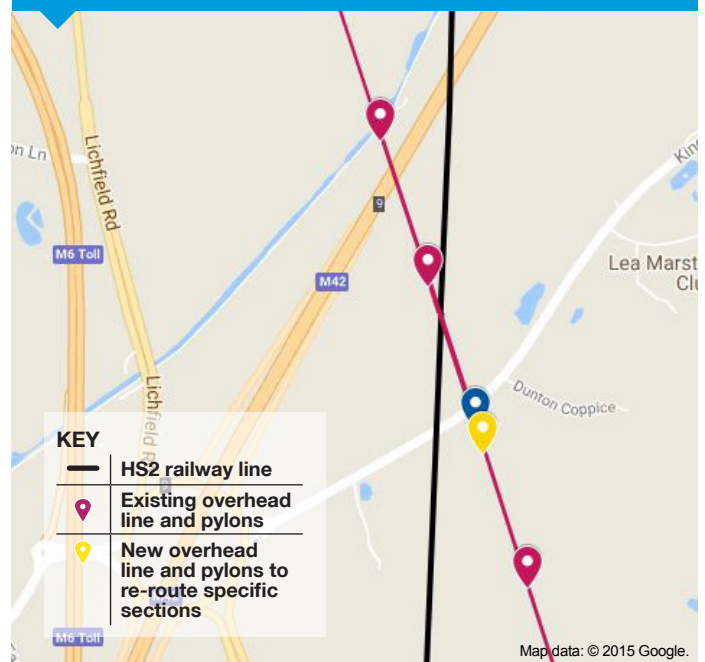 on Ln
Lichfield Rd
M6 Toll
9
M42
King
Lea Marst
Clu
Dunton Coppice
Lichfield R
KEY
HS2 railway line
Existing overhead
line and pylons
New overhead
line and pylons to
re-route specific
sections
M6 Toll
Map data: © 2015 Google.